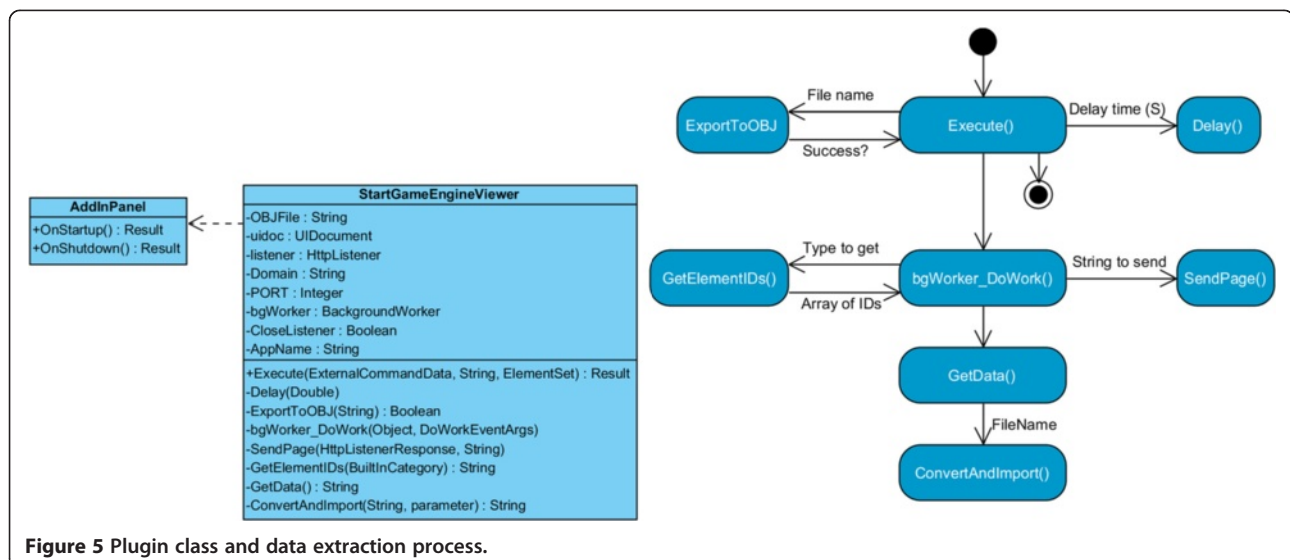 AddInPanel
+OnStartup() : Result
+OnShutdown() : Result
StartGameEngineViewer
-OBJFile : String
-uidoc : UIDocument
-listener : HttpListener
-Domain : String
-PORT : Integer
-bgWorker : BackgroundWorker
-CloseListener : Boolean
-AppName : String
+Execute(ExternalCommandData, String, ElementSet) : Result
-Delay(Double)
-ExportToOBJ(String) : Boolean
-bgWorker_DoWork(Object, DoWorkEventArgs)
-SendPage(HttpListenerResponse, String)
-GetElementIDs(BuiltInCategory) : String
-GetData() : String
-ConvertAndImport(String, parameter) : String
File name
Delay time (S)
ExportToOBJ
Execute()
Delay()
Success?
Type to get
String to send
GetElementIDs()
bgWorker_DoWork()
SendPage()
Array of IDs
GetData()
FileName
ConvertAndImport()
Figure 5 Plugin class and data extraction process.